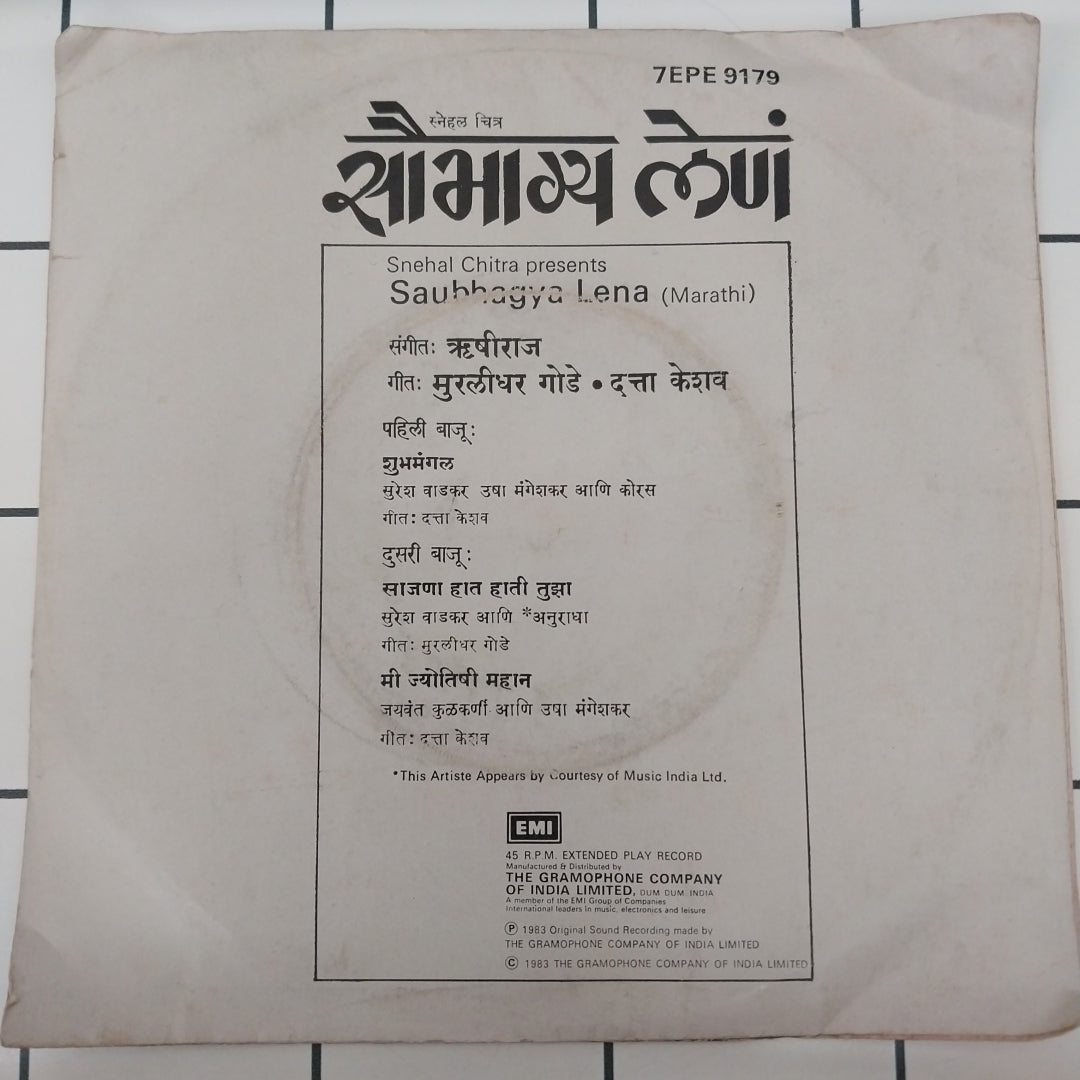 7EPE 9179
स्नेहल चित्र
सौभाग्य लेणं
Snehal Chitra presents
Saubhagya Lena (Marathi)
संगीत: ऋषीराज
गीत: मुरलीधर गोडे • दत्ता केशव
पहिली बाजू:
शुभमंगल
सुरेश वाडकर उषा मंगेशकर आणि कोरस
गीत: दत्ता केशव
दुसरी बाजू:
साजणा हात हाती तुझा
सुरेश वाडकर आणि *अनुराधा
गीत: मुरलीधर गोडे
मी ज्योतिषी महान
जयवंत कुळकर्णी आणि उषा मंगेशकर
गीत: दत्ता केशव
*This Artiste Appears by Courtesy of Music India Ltd.
EMI
45 R.P.M. EXTENDED PLAY RECORD
Manufactured & Distributed by
THE GRAMOPHONE COMPANY
OF INDIA LIMITED, DUM DUM INDIA
A member of the EMI Group of Companies
International leaders in music, electronics and leisure
Ⓟ 1983 Original Sound Recording made by
THE GRAMOPHONE COMPANY OF INDIA LIMITED
© 1983 THE GRAMOPHONE COMPANY OF INDIA LIMITED